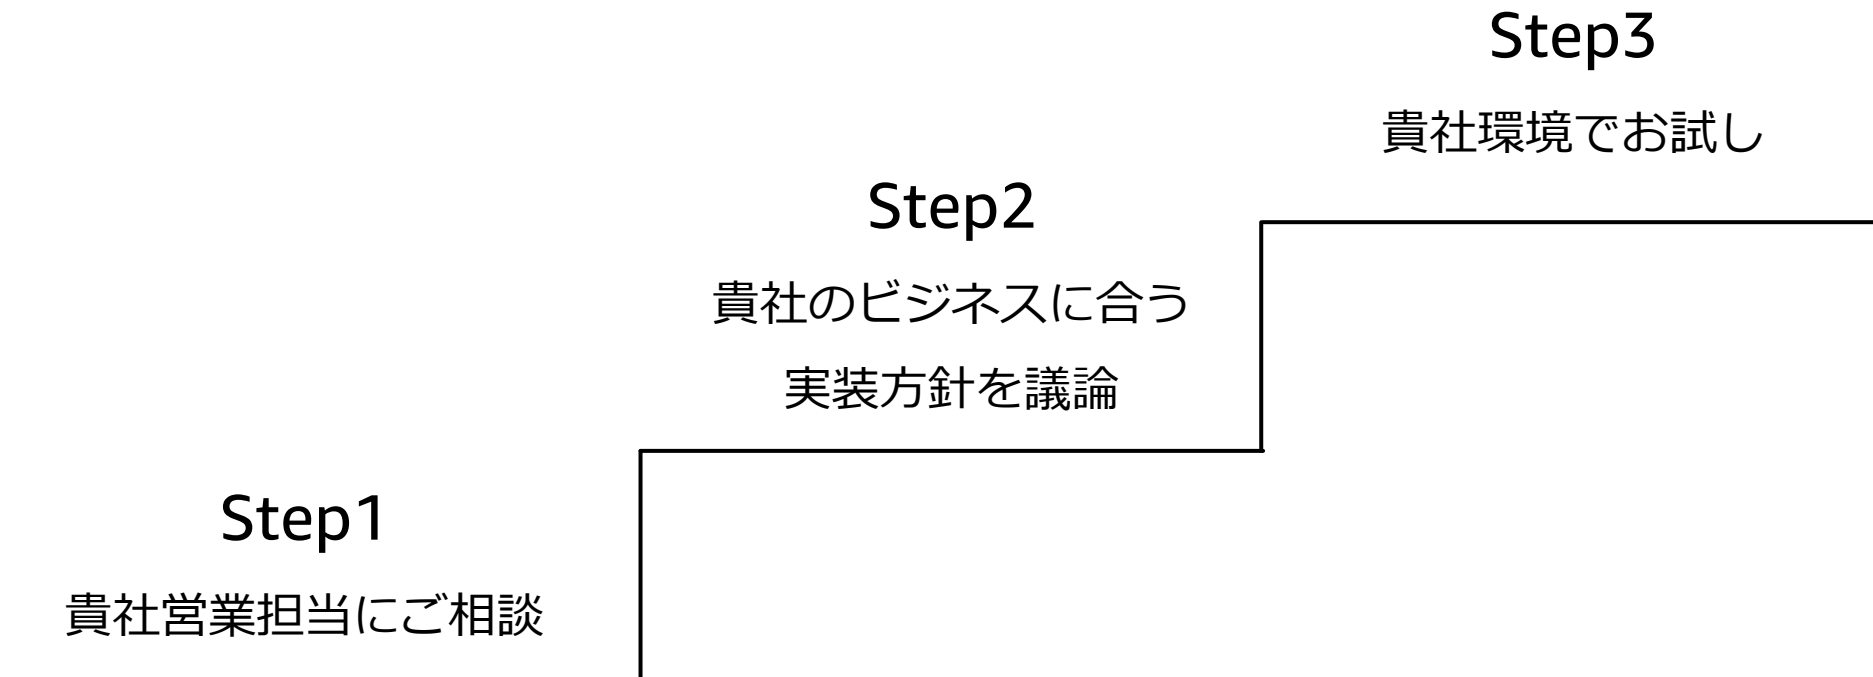 Step1
貴社営業担当にご相談
Step2
貴社のビジネスに合う
実装方針を議論
Step3
貴社環境でお試し